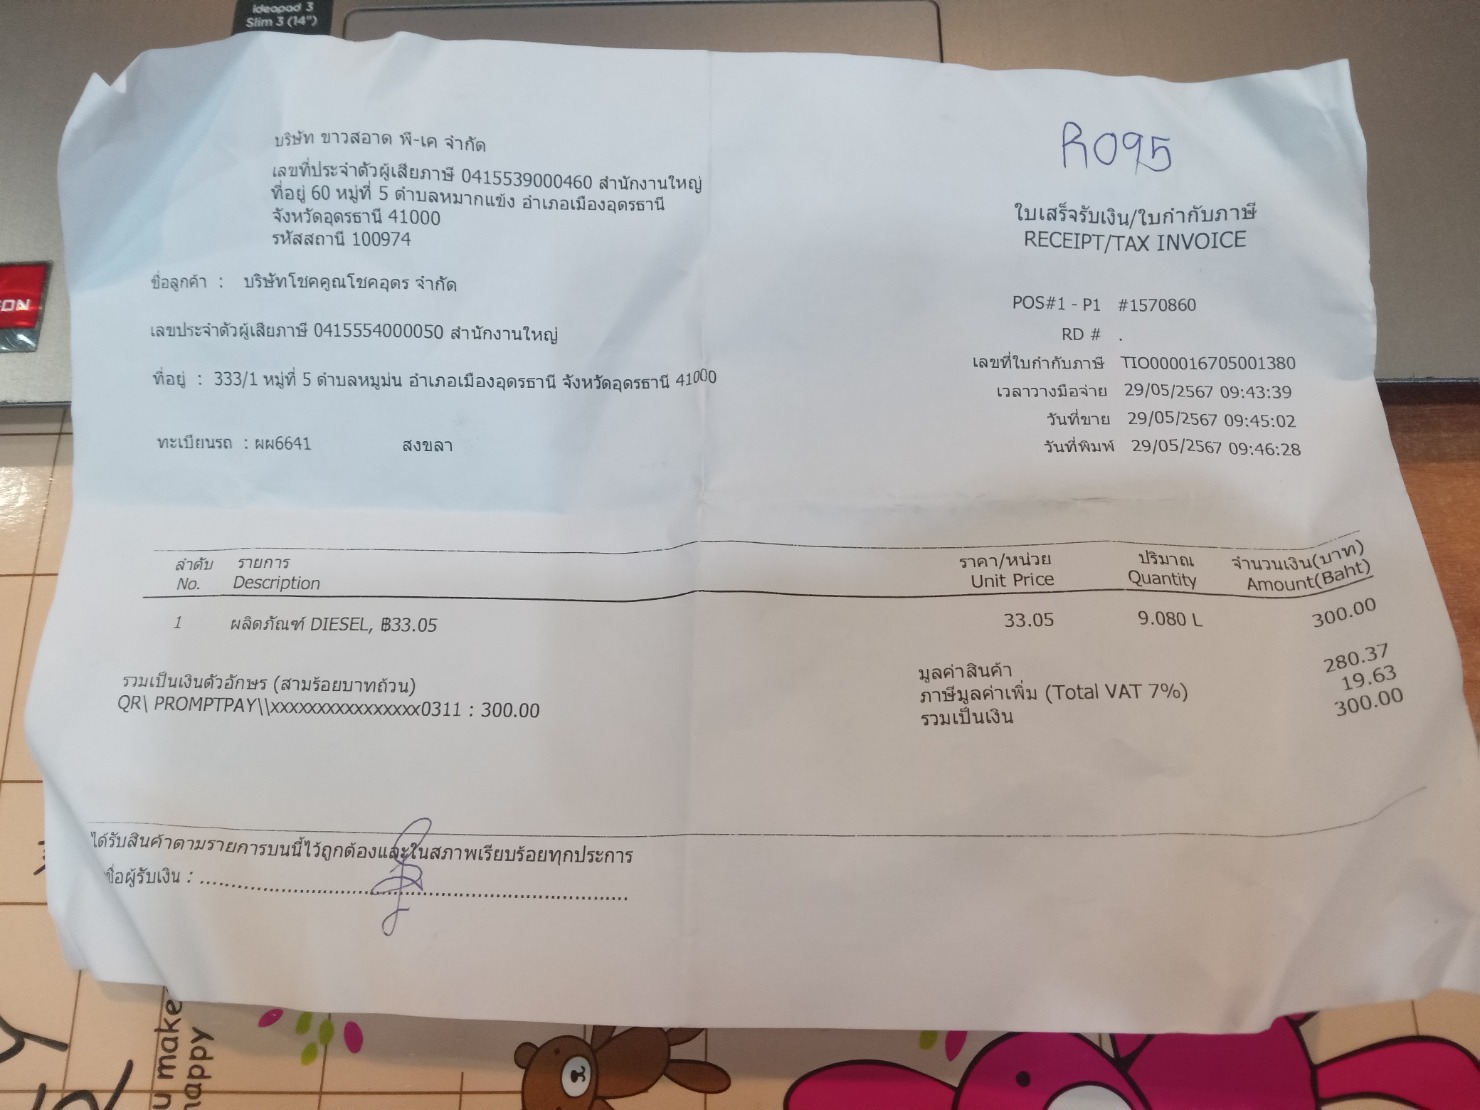 ideapad 3
Slim 3 (14")
R095
บริษัท ขาวสอาด พี-เค จำกัด
เลขที่ประจำตัวผู้เสียภาษี 0415539000460 สำนักงานใหญ่
ที่อยู่ 60 หมู่ที่ 5 ตำบลหมากแข้ง อำเภอเมืองอุดรธานี
จังหวัดอุดรธานี 41000
รหัสสถานี 100974
ใบเสร็จรับเงิน/ใบกำกับภาษี
RECEIPT/TAX INVOICE
ชื่อลูกค้า : บริษัทโชคคูณโชคอุดร จำกัด
เลขประจำตัวผู้เสียภาษี 0415554000050 สำนักงานใหญ่
ที่อยู่ : 333/1 หมู่ที่ 5 ตำบลหมูม่น อำเภอเมืองอุดรธานี จังหวัดอุดรธานี 41000
ทะเบียนรถ : ผผ6641 สงขลา
POS#1 - P1 #1570860
RD # .
เลขที่ใบกำกับภาษี TIO000016705001380
เวลาวางมือจ่าย 29/05/2567 09:43:39
วันที่ขาย 29/05/2567 09:45:02
วันที่พิมพ์ 29/05/2567 09:46:28
ลำดับ รายการ ราคา/หน่วย ปริมาณ จำนวนเงิน(บาท)
No. Description Unit Price Quantity Amount(Baht)
1 ผลิตภัณฑ์ DIESEL, ฿33.05 33.05 9.080 L 300.00
มูลค่าสินค้า 280.37
ภาษีมูลค่าเพิ่ม (Total VAT 7%) 19.63
รวมเป็นเงิน 300.00
รวมเป็นเงินตัวอักษร (สามร้อยบาทถ้วน)
QR\ PROMPTPAY\\xxxxxxxxxxxxxxxx0311 : 300.00
ได้รับสินค้าตามรายการบนนี้ไว้ถูกต้องและในสภาพเรียบร้อยทุกประการ
ชื่อผู้รับเงิน : ........................................................................
u make
happy